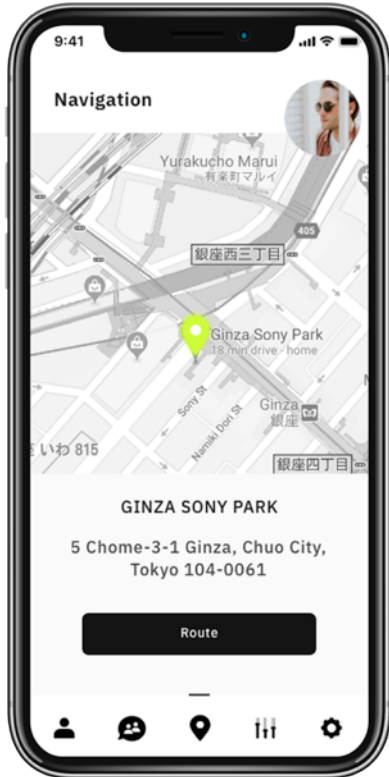 9:41
Navigation
Yurakucho Marui
有楽町マルイ
405
銀座西三丁目
Ginza Sony Park
18 min drive - home
Sony St
Namiki Dori St
Ginza
銀座
いわ 815
銀座四丁目
GINZA SONY PARK
5 Chome-3-1 Ginza, Chuo City,
Tokyo 104-0061
Route